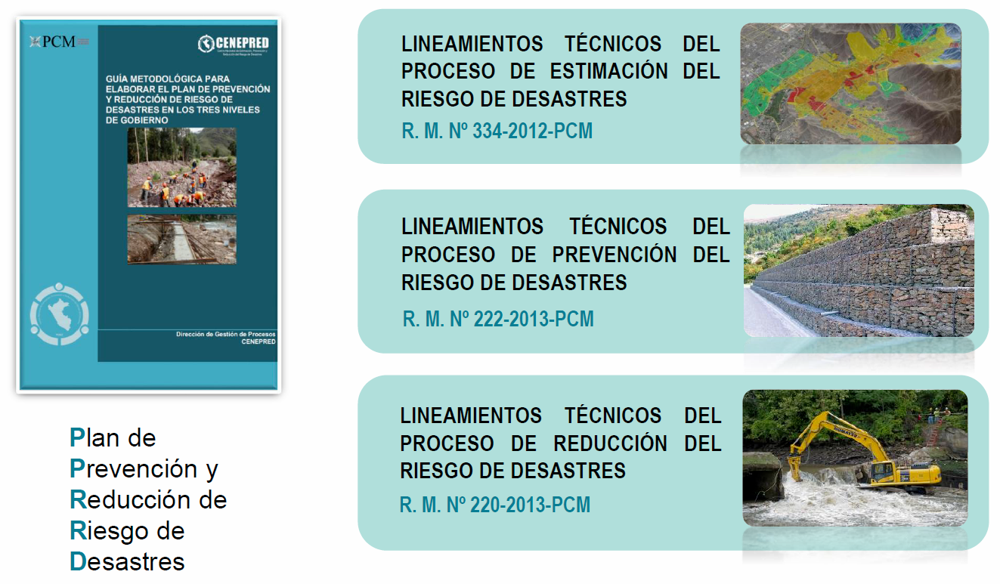 PCM
CENEPRED
GUÍA METODOLÓGICA PARA
ELABORAR EL PLAN DE PREVENCIÓN
Y REDUCCIÓN DE RIESGO DE
DESASTRES EN LOS TRES NIVELES
DE GOBIERNO
Dirección de Gestión de Procesos
CENEPRED
Plan de
Prevención y
Reducción de
Riesgo de
Desastres
LINEAMIENTOS TÉCNICOS DEL
PROCESO DE ESTIMACIÓN DEL
RIESGO DE DESASTRES
R. M. Nº 334-2012-PCM
LINEAMIENTOS TÉCNICOS DEL
PROCESO DE PREVENCIÓN DEL
RIESGO DE DESASTRES
R. M. Nº 222-2013-PCM
LINEAMIENTOS TÉCNICOS DEL
PROCESO DE REDUCCIÓN DEL
RIESGO DE DESASTRES
R. M. Nº 220-2013-PCM
KOMATSU